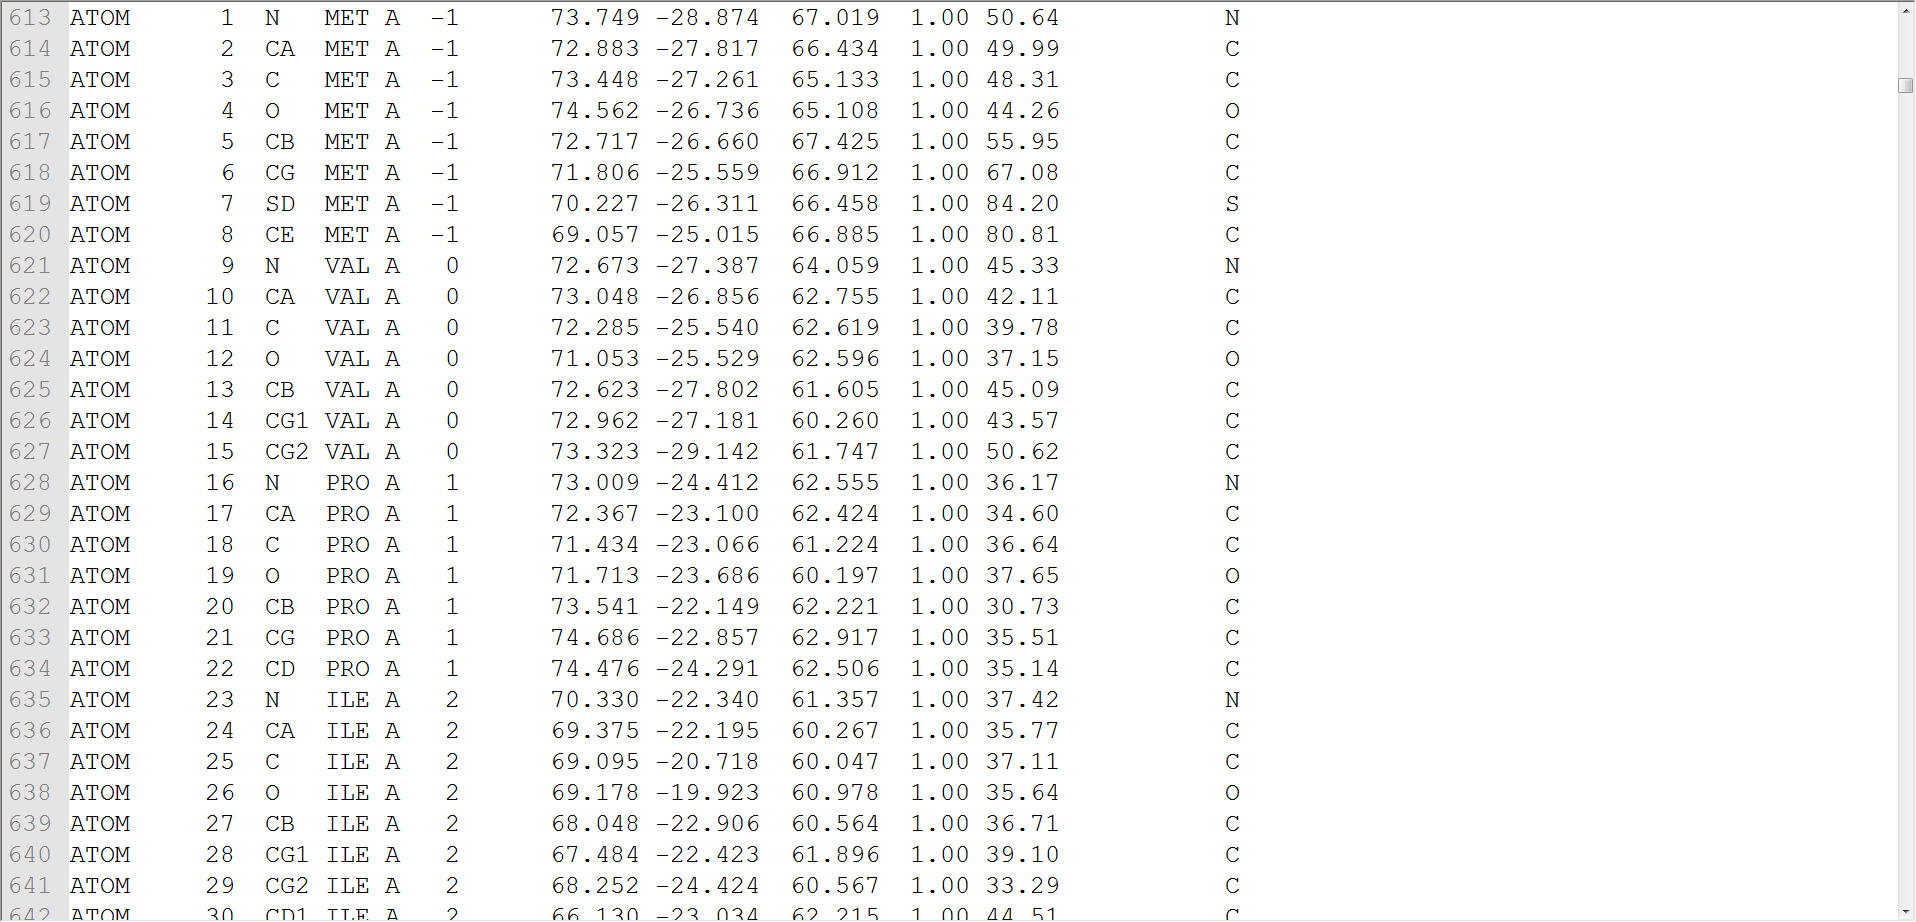 613 ATOM      1  N   MET A  -1      73.749 -28.874  67.019  1.00 50.64           N
614 ATOM      2  CA  MET A  -1      72.883 -27.817  66.434  1.00 49.99           C
615 ATOM      3  C   MET A  -1      73.448 -27.261  65.133  1.00 48.31           C
616 ATOM      4  O   MET A  -1      74.562 -26.736  65.108  1.00 44.26           O
617 ATOM      5  CB  MET A  -1      72.717 -26.660  67.425  1.00 55.95           C
618 ATOM      6  CG  MET A  -1      71.806 -25.559  66.912  1.00 67.08           C
619 ATOM      7  SD  MET A  -1      70.227 -26.311  66.458  1.00 84.20           S
620 ATOM      8  CE  MET A  -1      69.057 -25.015  66.885  1.00 80.81           C
621 ATOM      9  N   VAL A   0      72.673 -27.387  64.059  1.00 45.33           N
622 ATOM     10  CA  VAL A   0      73.048 -26.856  62.755  1.00 42.11           C
623 ATOM     11  C   VAL A   0      72.285 -25.540  62.619  1.00 39.78           C
624 ATOM     12  O   VAL A   0      71.053 -25.529  62.596  1.00 37.15           O
625 ATOM     13  CB  VAL A   0      72.623 -27.802  61.605  1.00 45.09           C
626 ATOM     14  CG1 VAL A   0      72.962 -27.181  60.260  1.00 43.57           C
627 ATOM     15  CG2 VAL A   0      73.323 -29.142  61.747  1.00 50.62           C
628 ATOM     16  N   PRO A   1      73.009 -24.412  62.555  1.00 36.17           N
629 ATOM     17  CA  PRO A   1      72.367 -23.100  62.424  1.00 34.60           C
630 ATOM     18  C   PRO A   1      71.434 -23.066  61.224  1.00 36.64           C
631 ATOM     19  O   PRO A   1      71.713 -23.686  60.197  1.00 37.65           O
632 ATOM     20  CB  PRO A   1      73.541 -22.149  62.221  1.00 30.73           C
633 ATOM     21  CG  PRO A   1      74.686 -22.857  62.917  1.00 35.51           C
634 ATOM     22  CD  PRO A   1      74.476 -24.291  62.506  1.00 35.14           C
635 ATOM     23  N   ILE A   2      70.330 -22.340  61.357  1.00 37.42           N
636 ATOM     24  CA  ILE A   2      69.375 -22.195  60.267  1.00 35.77           C
637 ATOM     25  C   ILE A   2      69.095 -20.718  60.047  1.00 37.11           C
638 ATOM     26  O   ILE A   2      69.178 -19.923  60.978  1.00 35.64           O
639 ATOM     27  CB  ILE A   2      68.048 -22.906  60.564  1.00 36.71           C
640 ATOM     28  CG1 ILE A   2      67.484 -22.423  61.896  1.00 39.10           C
641 ATOM     29  CG2 ILE A   2      68.252 -24.424  60.567  1.00 33.29           C
642 ATOM     30  CD1 ILE A   2      66.130 -23.034  62.215  1.00 44.51           C